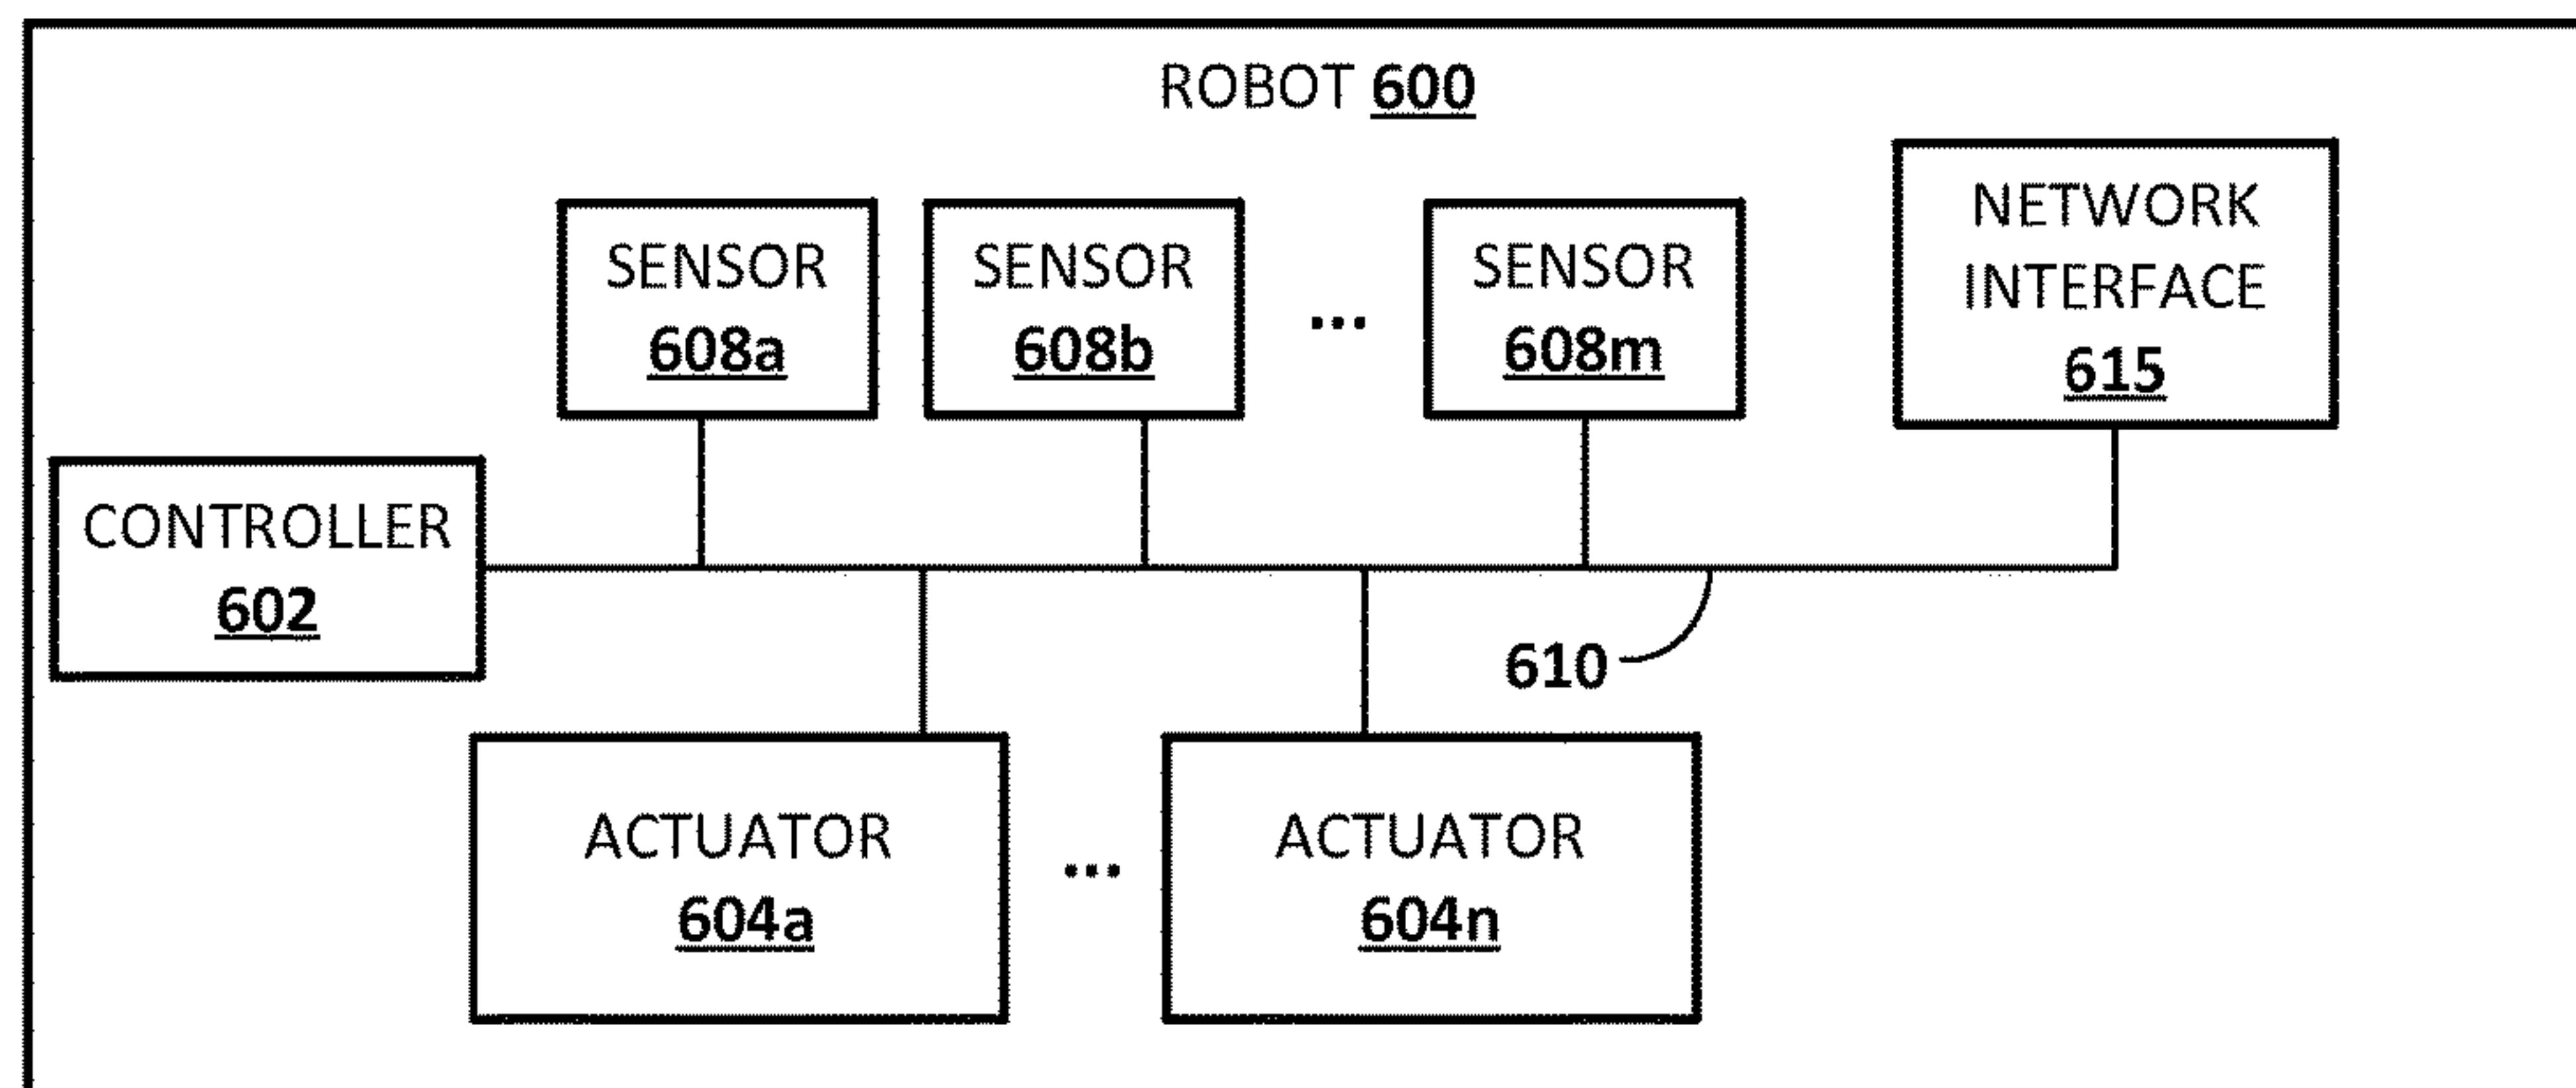 ROBOT 600
SENSOR
608a
SENSOR
608b
...
SENSOR
608m
NETWORK
INTERFACE
615
CONTROLLER
602
610
ACTUATOR
604a
...
ACTUATOR
604n